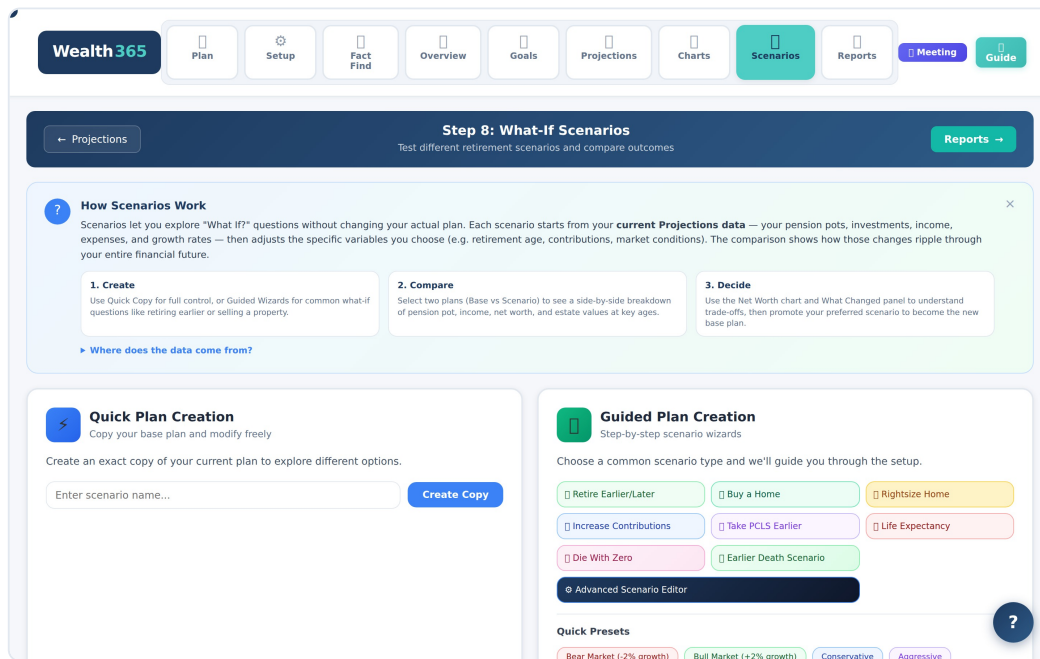 Wealth365
Plan
Setup
Fact
Find
Overview
Goals
Projections
Charts
Scenarios
Reports
Meeting
Guide
← Projections
Step 8: What-If Scenarios
Test different retirement scenarios and compare outcomes
Reports →
?
How Scenarios Work
×
Scenarios let you explore "What If?" questions without changing your actual plan. Each scenario starts from your current Projections data — your pension pots, investments, income,
expenses, and growth rates — then adjusts the specific variables you choose (e.g. retirement age, contributions, market conditions). The comparison shows how those changes ripple through
your entire financial future.
1. Create
Use Quick Copy for full control, or Guided Wizards for common what-if
questions like retiring earlier or selling a property.
2. Compare
Select two plans (Base vs Scenario) to see a side-by-side breakdown
of pension pot, income, net worth, and estate values at key ages.
3. Decide
Use the Net Worth chart and What Changed panel to understand
trade-offs, then promote your preferred scenario to become the new
base plan.
▶ Where does the data come from?
Quick Plan Creation
Copy your base plan and modify freely
Create an exact copy of your current plan to explore different options.
Enter scenario name...
Create Copy
Guided Plan Creation
Step-by-step scenario wizards
Choose a common scenario type and we'll guide you through the setup.
Retire Earlier/Later
Buy a Home
Rightsize Home
Increase Contributions
Take PCLS Earlier
Life Expectancy
Die With Zero
Earlier Death Scenario
Advanced Scenario Editor
Quick Presets
Bear Market (-2% growth)
Bull Market (+2% growth)
Conservative
Aggressive
?